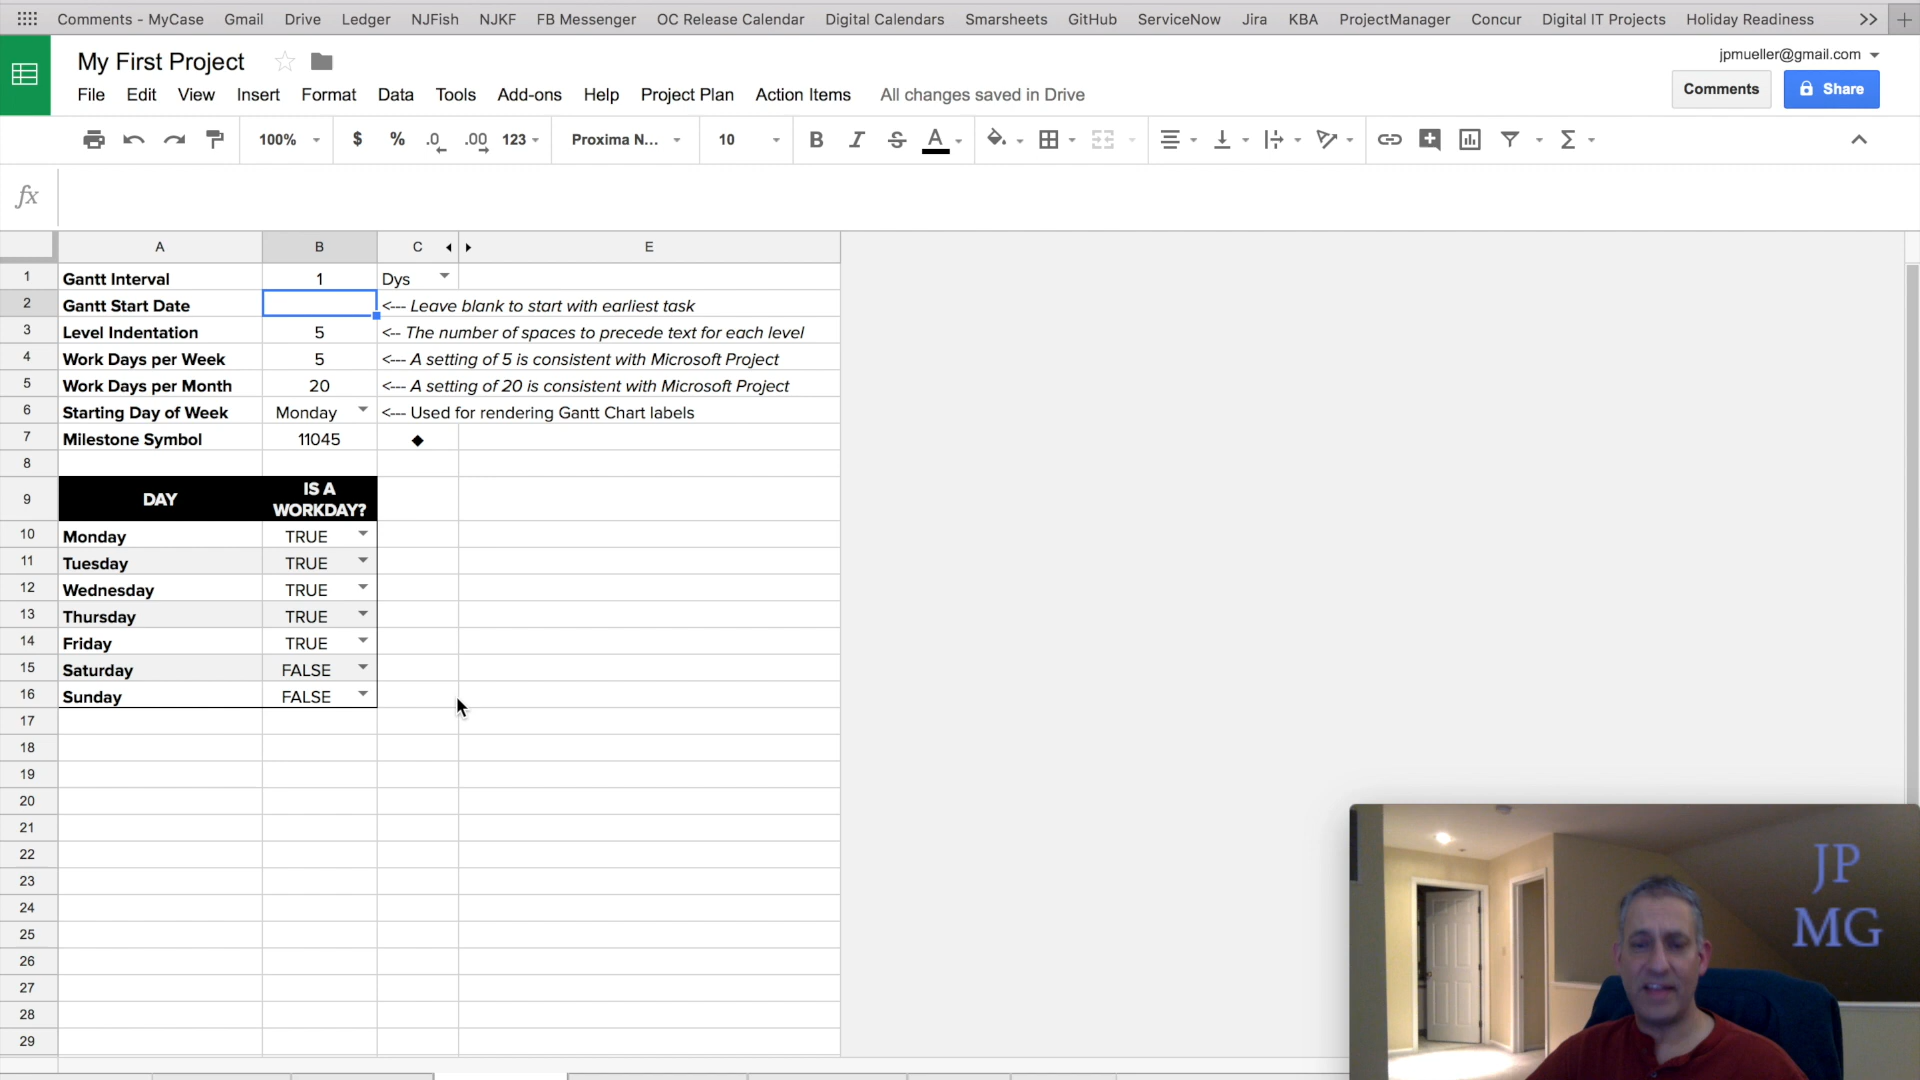 Comments - MyCase Gmail Drive Ledger NJFish NJKF FB Messenger OC Release Calendar Digital Calendars Smarsheets GitHub ServiceNow Jira KBA ProjectManager Concur Digital IT Projects Holiday Readiness
My First Project
jpmueller@gmail.com
File Edit View Insert Format Data Tools Add-ons Help Project Plan Action Items All changes saved in Drive
Comments Share
100% $ % .0 .00 123 Proxima N... 10 B I S A
fx
A B C E
1 Gantt Interval 1 Dys
2 Gantt Start Date <--- Leave blank to start with earliest task
3 Level Indentation 5 <-- The number of spaces to precede text for each level
4 Work Days per Week 5 <--- A setting of 5 is consistent with Microsoft Project
5 Work Days per Month 20 <--- A setting of 20 is consistent with Microsoft Project
6 Starting Day of Week Monday <--- Used for rendering Gantt Chart labels
7 Milestone Symbol 11045 ◆
8
9 DAY IS A WORKDAY?
10 Monday TRUE
11 Tuesday TRUE
12 Wednesday TRUE
13 Thursday TRUE
14 Friday TRUE
15 Saturday FALSE
16 Sunday FALSE
17
18
19
20
21
22
23
24
25
26
27
28
29
JP
MG